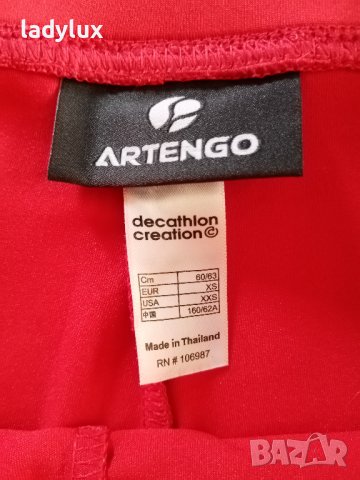 ladylux
ARTENGO
decathlon
creation©
Cm 60/63
EUR XS
USA XXS
中国 160/62A
Made in Thailand
RN # 106987
BAZAR